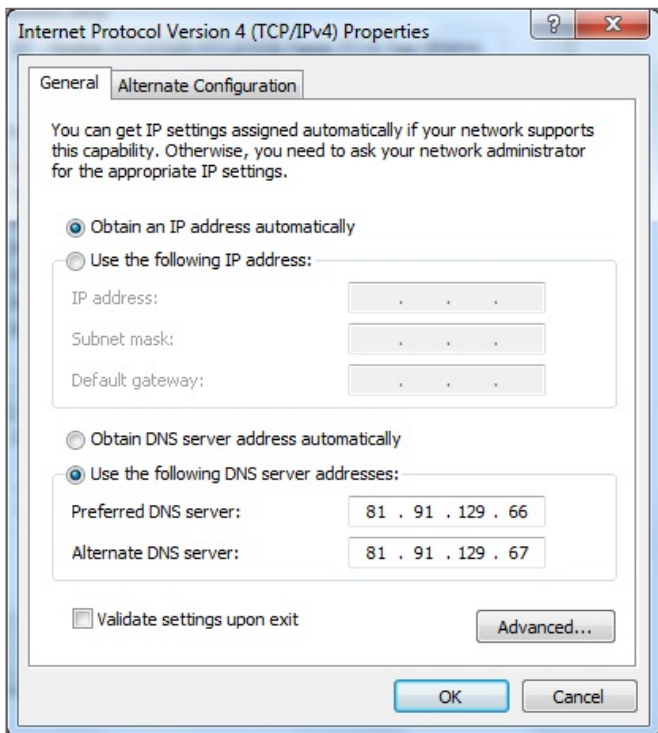 Internet Protocol Version 4 (TCP/IPv4) Properties
General
Alternate Configuration
You can get IP settings assigned automatically if your network supports
this capability. Otherwise, you need to ask your network administrator
for the appropriate IP settings.
Obtain an IP address automatically
Use the following IP address:
IP address: . . .
Subnet mask: . . .
Default gateway: . . .
Obtain DNS server address automatically
Use the following DNS server addresses:
Preferred DNS server: 81 . 91 . 129 . 66
Alternate DNS server: 81 . 91 . 129 . 67
Validate settings upon exit
Advanced...
OK Cancel